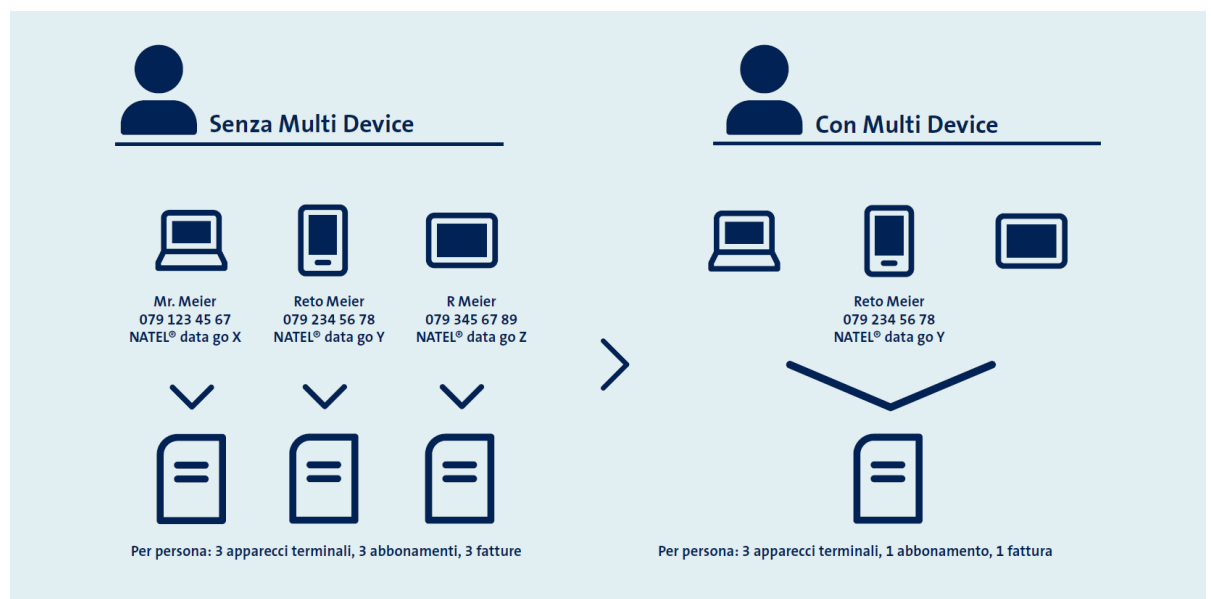 Senza Multi Device
Con Multi Device
Mr. Meier
079 123 45 67
NATEL® data go X
Reto Meier
079 234 56 78
NATEL® data go Y
R Meier
079 345 67 89
NATEL® data go Z
Reto Meier
079 234 56 78
NATEL® data go Y
Per persona: 3 apparecci terminali, 3 abbonamenti, 3 fatture
Per persona: 3 apparecci terminali, 1 abbonamento, 1 fattura